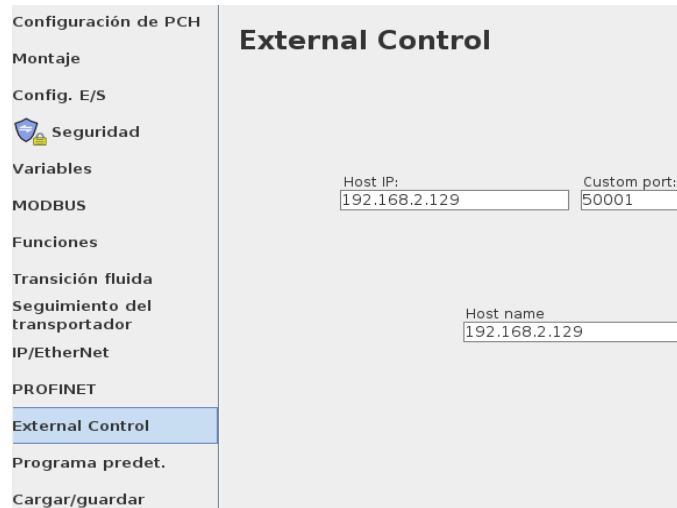 Configuración de PCH
Montaje
Config. E/S
Seguridad
Variables
MODBUS
Funciones
Transición fluida
Seguimiento del
transportador
IP/EtherNet
PROFINET
External Control
Programa predet.
Cargar/guardar
External Control
Host IP:
192.168.2.129
Custom port:
50001
Host name
192.168.2.129